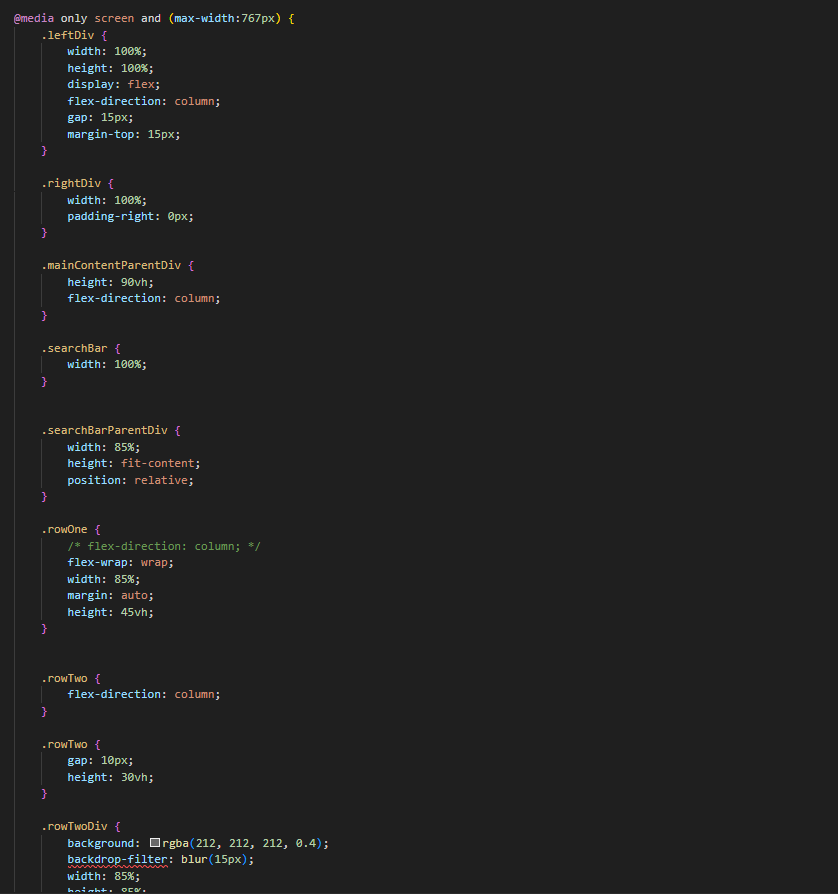 @media only screen and (max-width:767px) {
    .leftDiv {
        width: 100%;
        height: 100%;
        display: flex;
        flex-direction: column;
        gap: 15px;
        margin-top: 15px;
    }

    .rightDiv {
        width: 100%;
        padding-right: 0px;
    }

    .mainContentParentDiv {
        height: 90vh;
        flex-direction: column;
    }

    .searchBar {
        width: 100%;
    }


    .searchBarParentDiv {
        width: 85%;
        height: fit-content;
        position: relative;
    }

    .rowOne {
        /* flex-direction: column; */
        flex-wrap: wrap;
        width: 85%;
        margin: auto;
        height: 45vh;
    }


    .rowTwo {
        flex-direction: column;
    }

    .rowTwo {
        gap: 10px;
        height: 30vh;
    }

    .rowTwoDiv {
        background: rgba(212, 212, 212, 0.4);
        backdrop-filter: blur(15px);
        width: 85%;
        height: 85%;